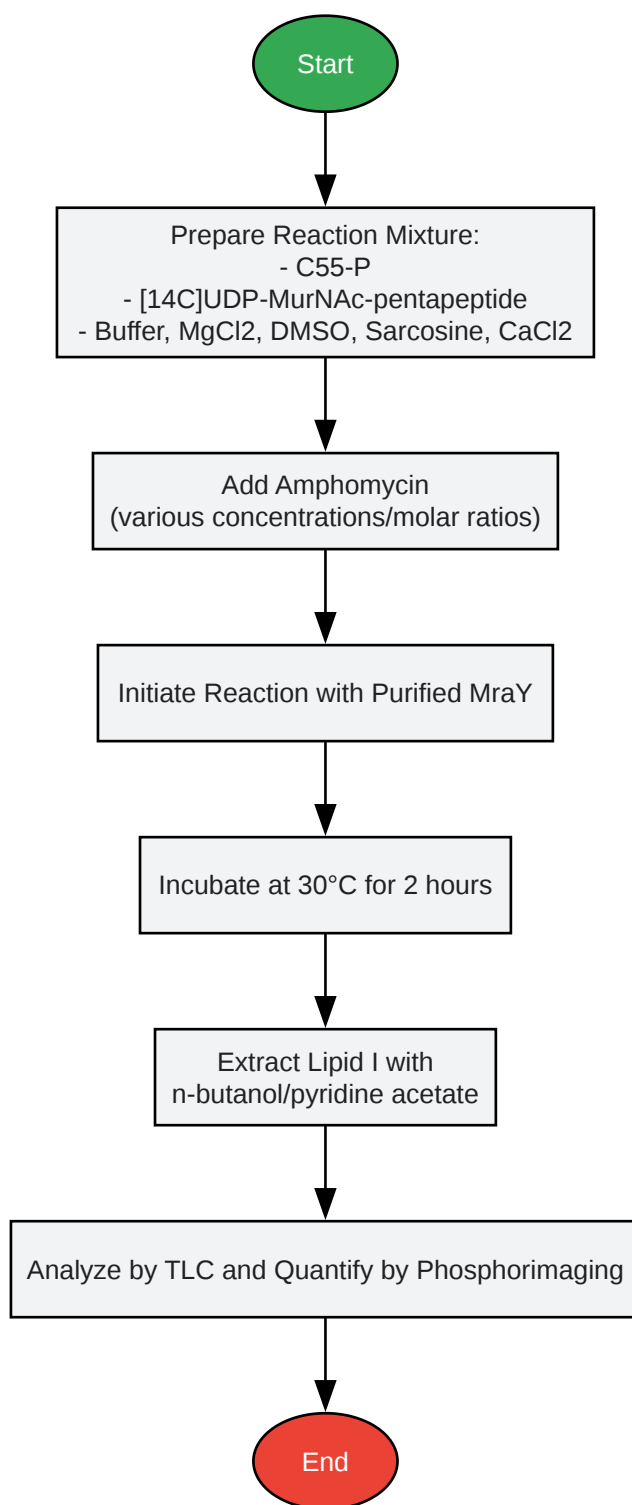 Start
Prepare Reaction Mixture:
- C55-P
- [14C]UDP-MurNAc-pentapeptide
- Buffer, MgCl2, DMSO, Sarcosine, CaCl2
Add Amphomycin
(various concentrations/molar ratios)
Initiate Reaction with Purified MraY
Incubate at 30°C for 2 hours
Extract Lipid I with
n-butanol/pyridine acetate
Analyze by TLC and Quantify by Phosphorimaging
End